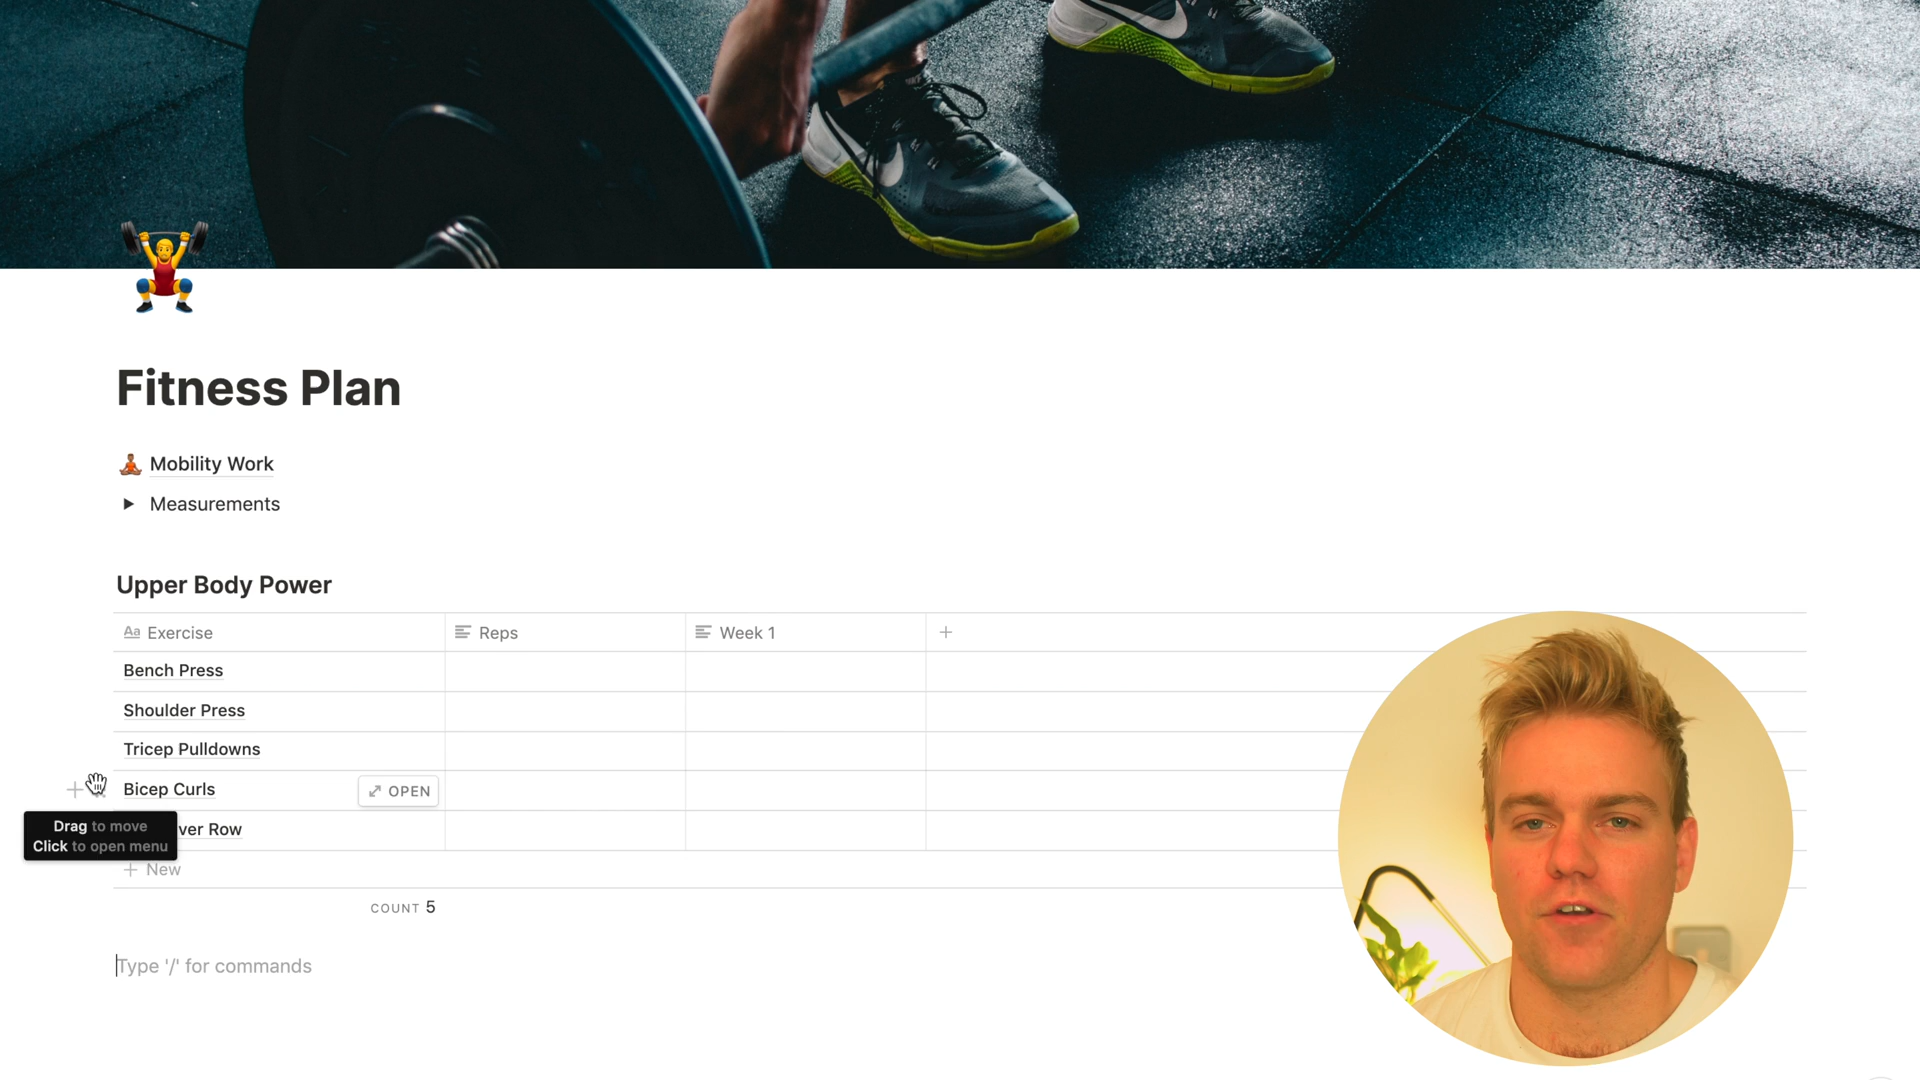 Fitness Plan
Mobility Work
Measurements
Upper Body Power
Aa Exercise Reps Week 1
Bench Press
Shoulder Press
Tricep Pulldowns
Bicep Curls OPEN
Drag to move
Click to open menu
ver Row
New
COUNT 5
Type '/' for commands